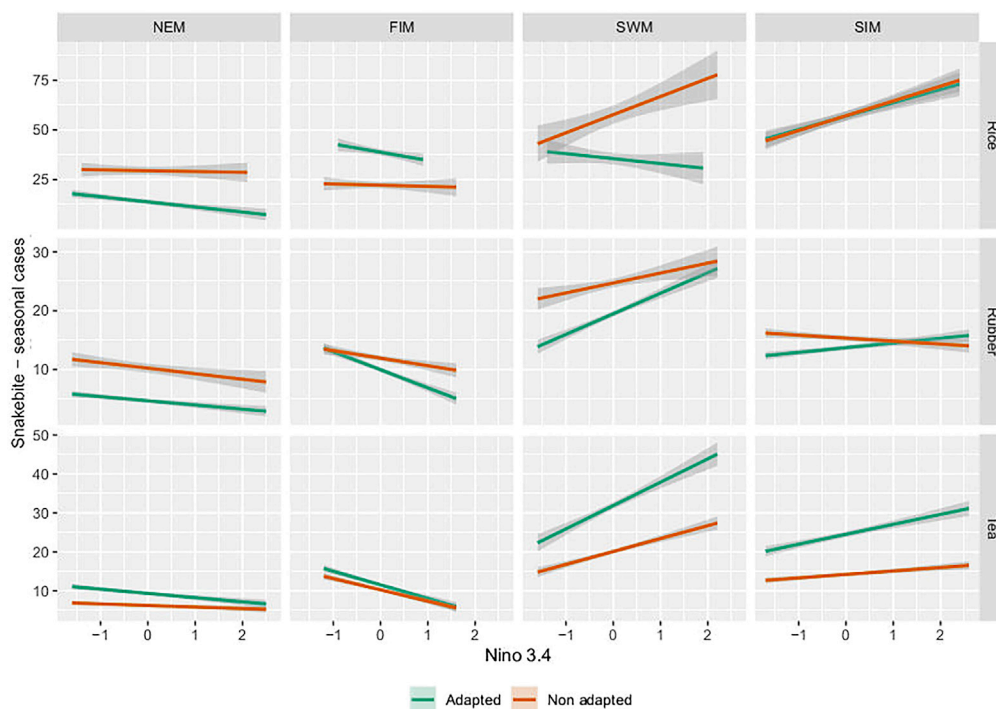 NEM FIM SWM SIM
75
50
25
Rice
30
20
10
Rubber
50
40
30
20
10
Tea
Snakebite – seasonal cases
−1 0 1 2 −1 0 1 2 −1 0 1 2 −1 0 1 2
Nino 3.4
Adapted Non adapted